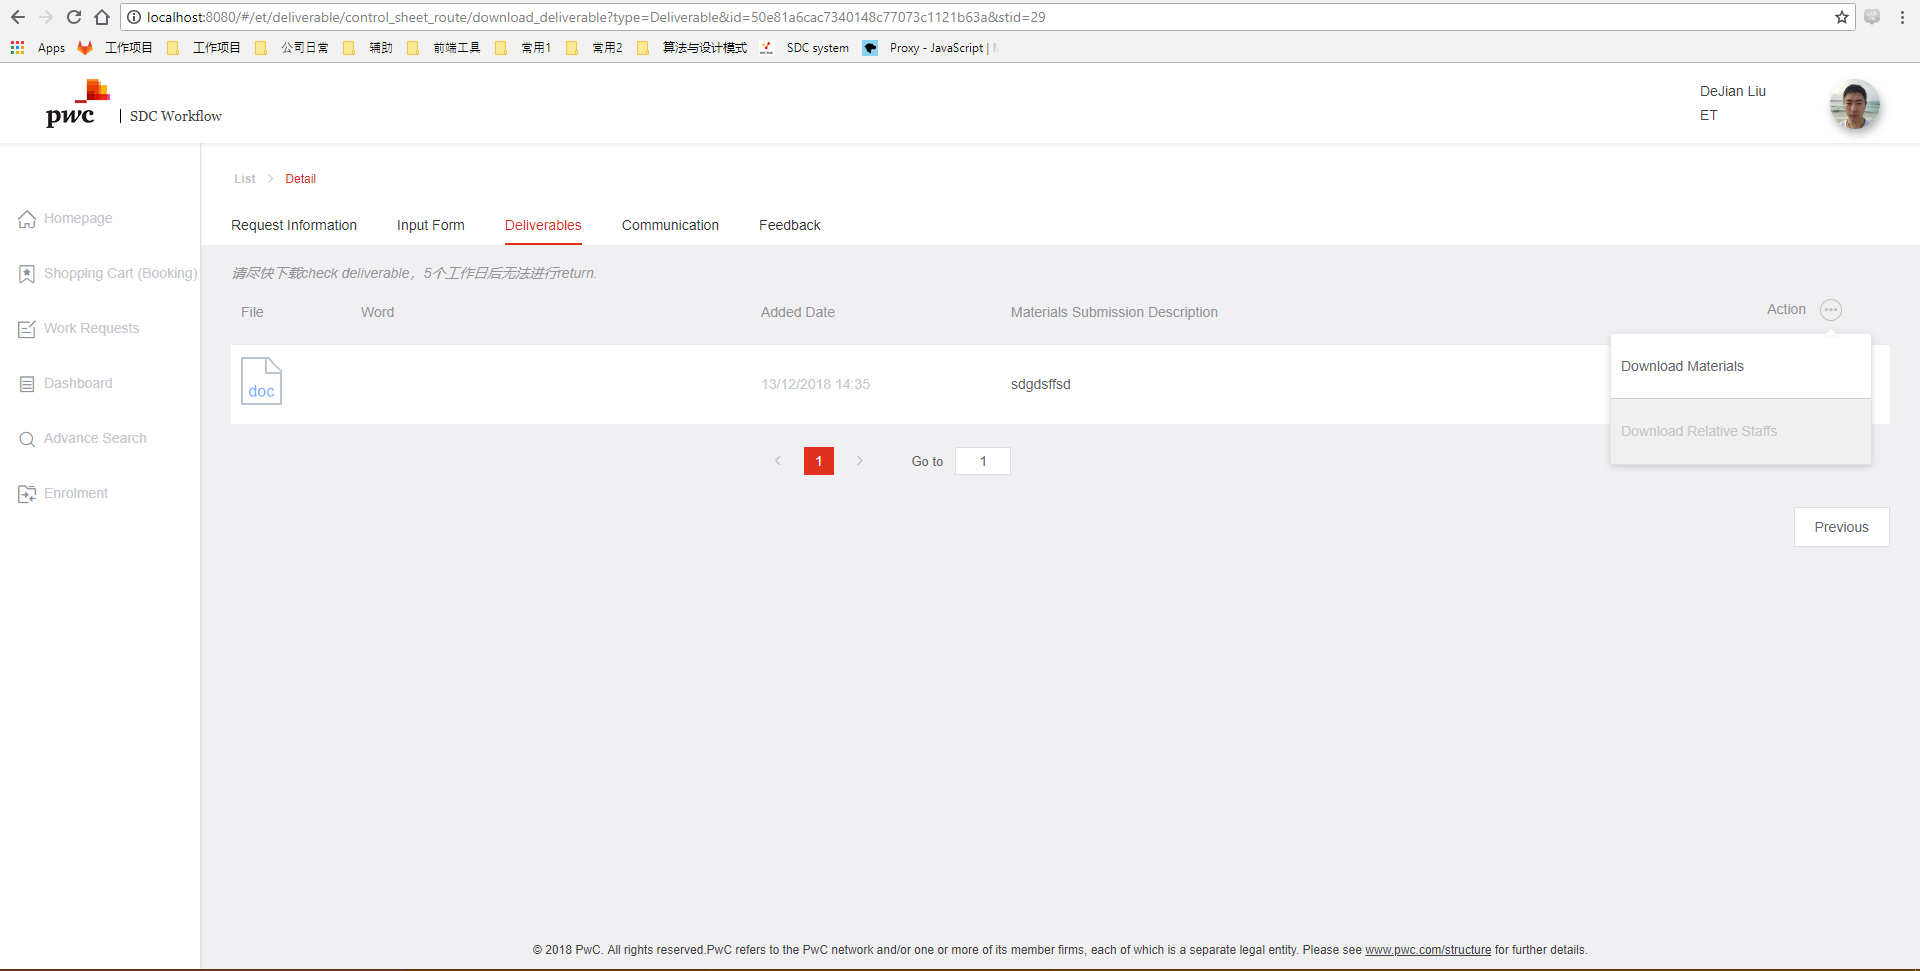 localhost:8080/#/et/deliverable/control_sheet_route/download_deliverable?type=Deliverable&id=50e81a6cac7340148c77073c1121b63a&stid=29
Apps 工作项目 工作项目 公司日常 辅助 前端工具 常用1 常用2 算法与设计模式 SDC system Proxy - JavaScript |
pwc | SDC Workflow
DeJian Liu
ET
List > Detail
Homepage
Shopping Cart (Booking)
Work Requests
Dashboard
Advance Search
Enrolment
Request Information Input Form Deliverables Communication Feedback
请尽快下载check deliverable，5个工作日后无法进行return.
File Word Added Date Materials Submission Description Action
doc 13/12/2018 14:35 sdgdsffsd
Download Materials
Download Relative Staffs
< 1 > Go to 1
Previous
© 2018 PwC. All rights reserved.PwC refers to the PwC network and/or one or more of its member firms, each of which is a separate legal entity. Please see www.pwc.com/structure for further details.